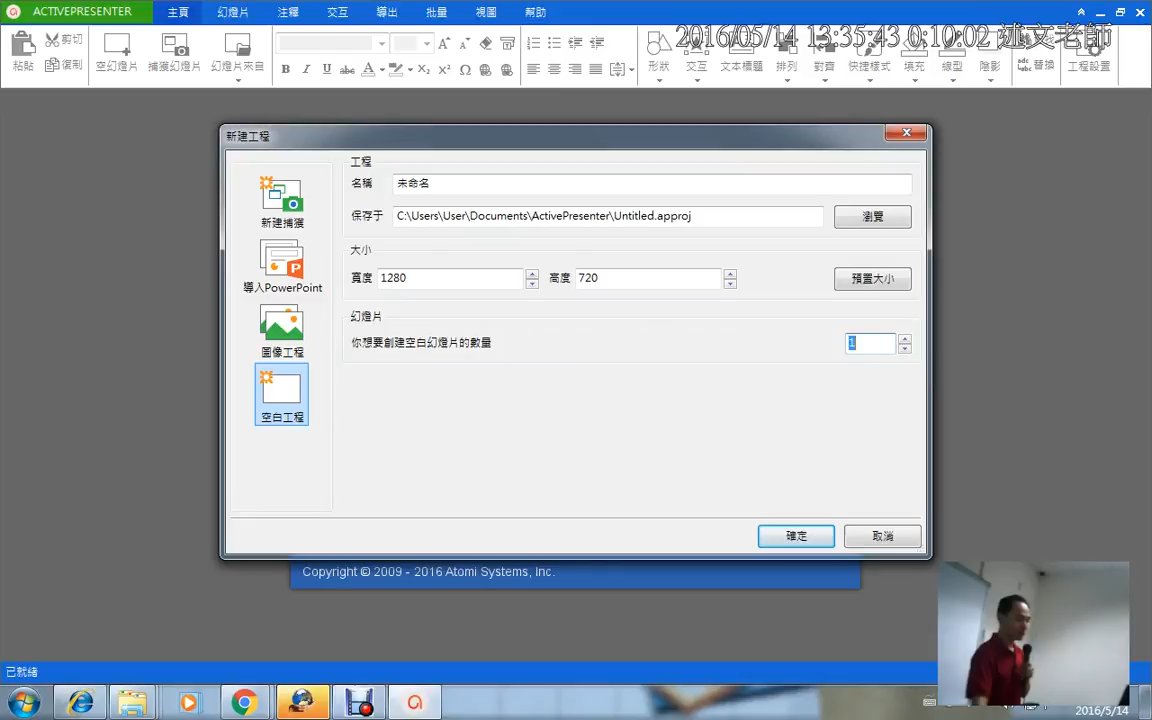 ACTIVEPRESENTER 主頁 幻燈片 注釋 交互 導出 批量 視圖 幫助
2016/05/14 13:35:43 0:10:02 述文老師
剪切
複制
粘貼 空幻燈片 捕獲幻燈片 幻燈片來自
形狀 交互 文本標題 排列 對齊 快捷樣式 填充 線型 陰影 替換 工程設置
新建工程
新建捕獲
導入PowerPoint
圖像工程
空白工程
工程
名稱 未命名
保存于 C:\Users\User\Documents\ActivePresenter\Untitled.approj 瀏覽
大小
寬度 1280 高度 720 預置大小
幻燈片
你想要創建空白幻燈片的數量 1
確定 取消
Copyright © 2009 - 2016 Atomi Systems, Inc.
已就緒
2016/5/14